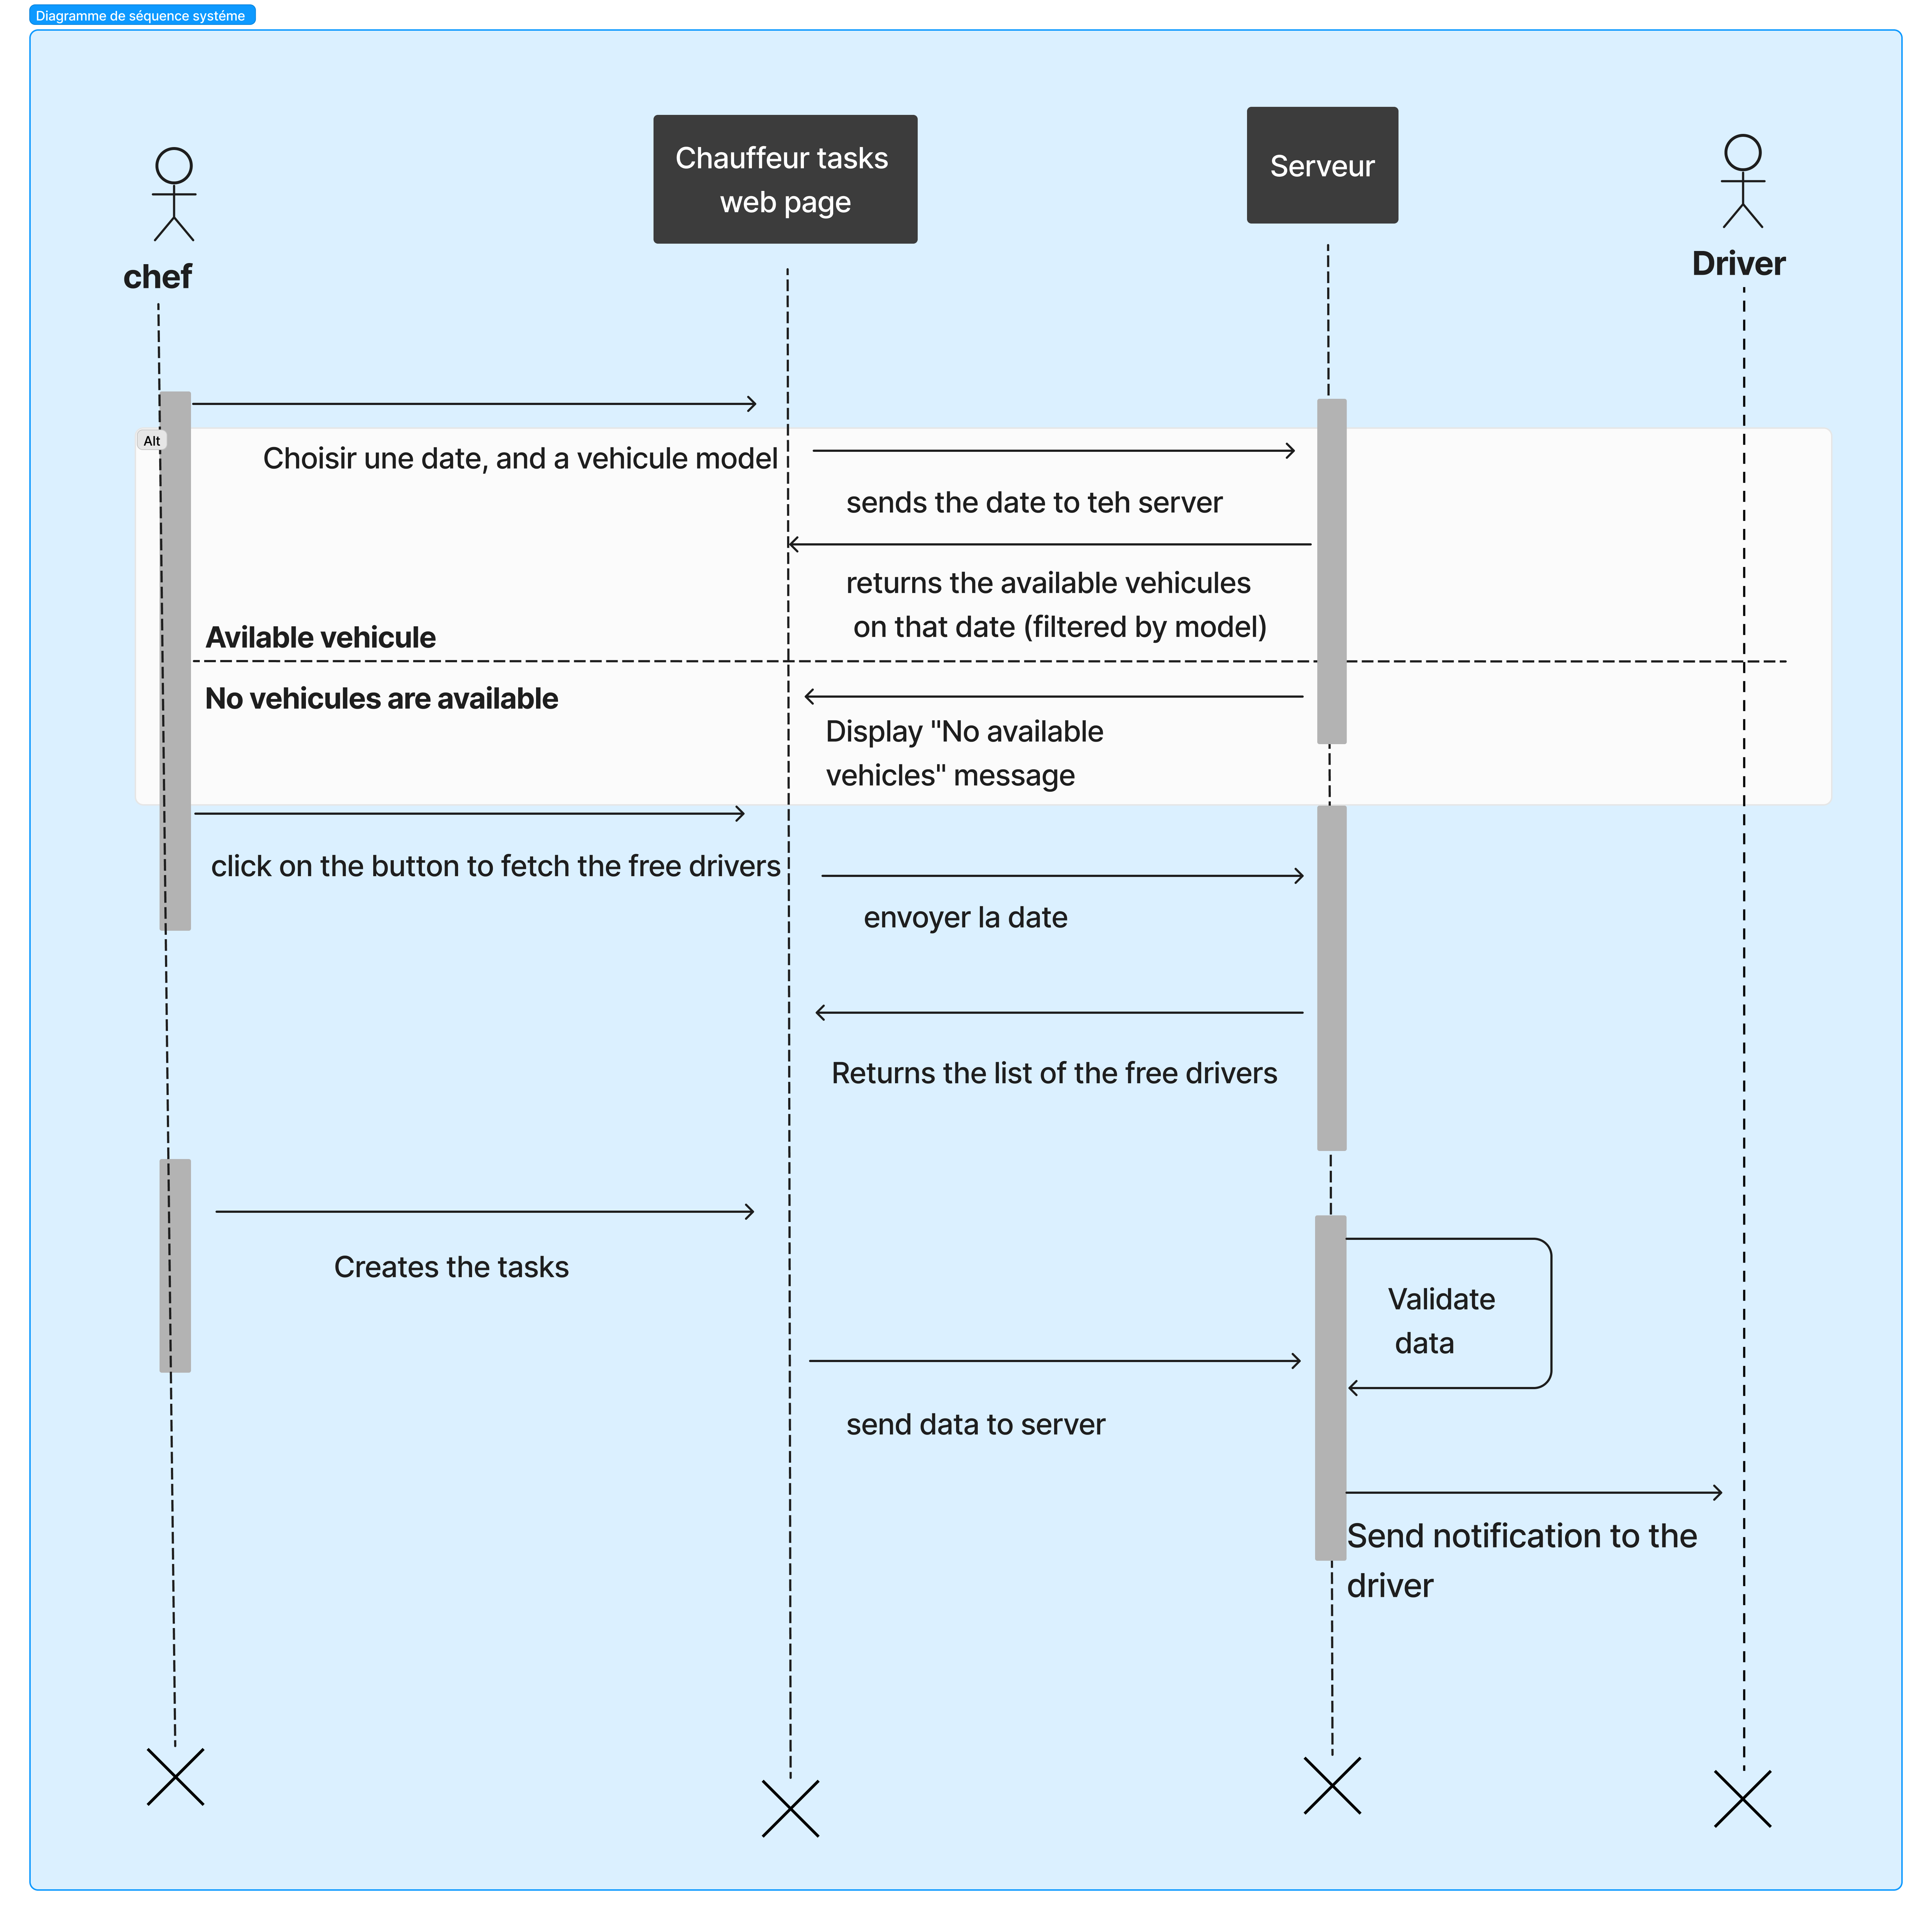 Diagramme de séquence systéme
Chauffeur tasks
web page
Serveur
chef
Driver
Alt
Choisir une date, and a vehicule model
sends the date to teh server
returns the available vehicules
on that date (filtered by model)
Avilable vehicule
No vehicules are available
Display "No available
vehicles" message
click on the button to fetch the free drivers
envoyer la date
Returns the list of the free drivers
Creates the tasks
Validate
data
send data to server
Send notification to the
driver